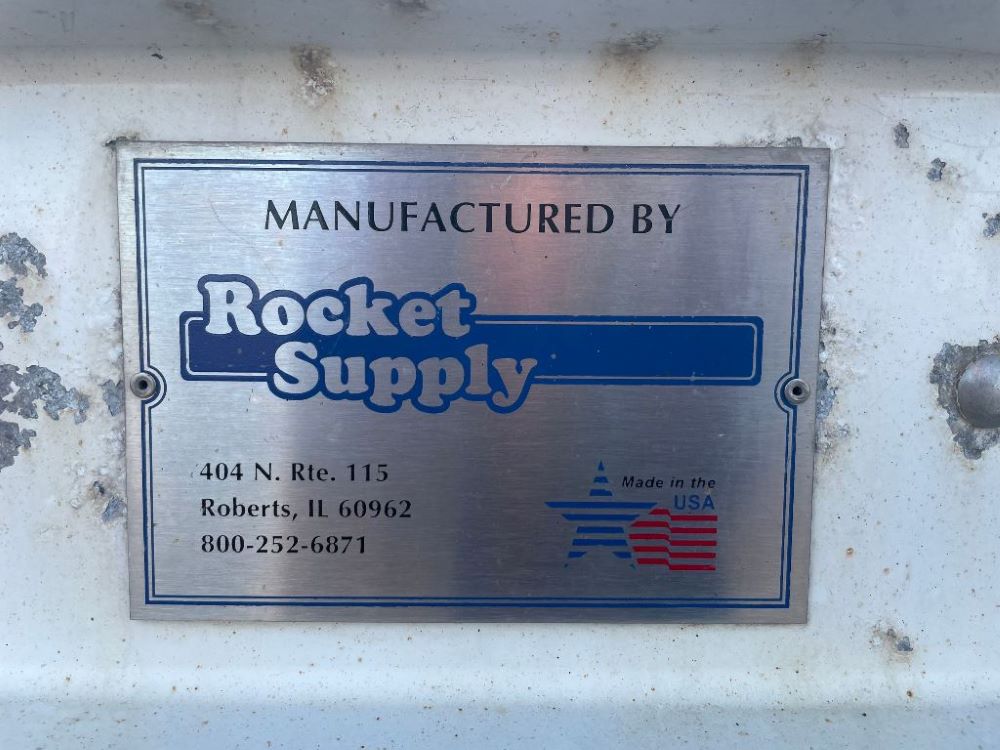 MANUFACTURED BY
Rocket
Supply
404 N. Rte. 115
Roberts, IL 60962
800-252-6871
Made in the
USA